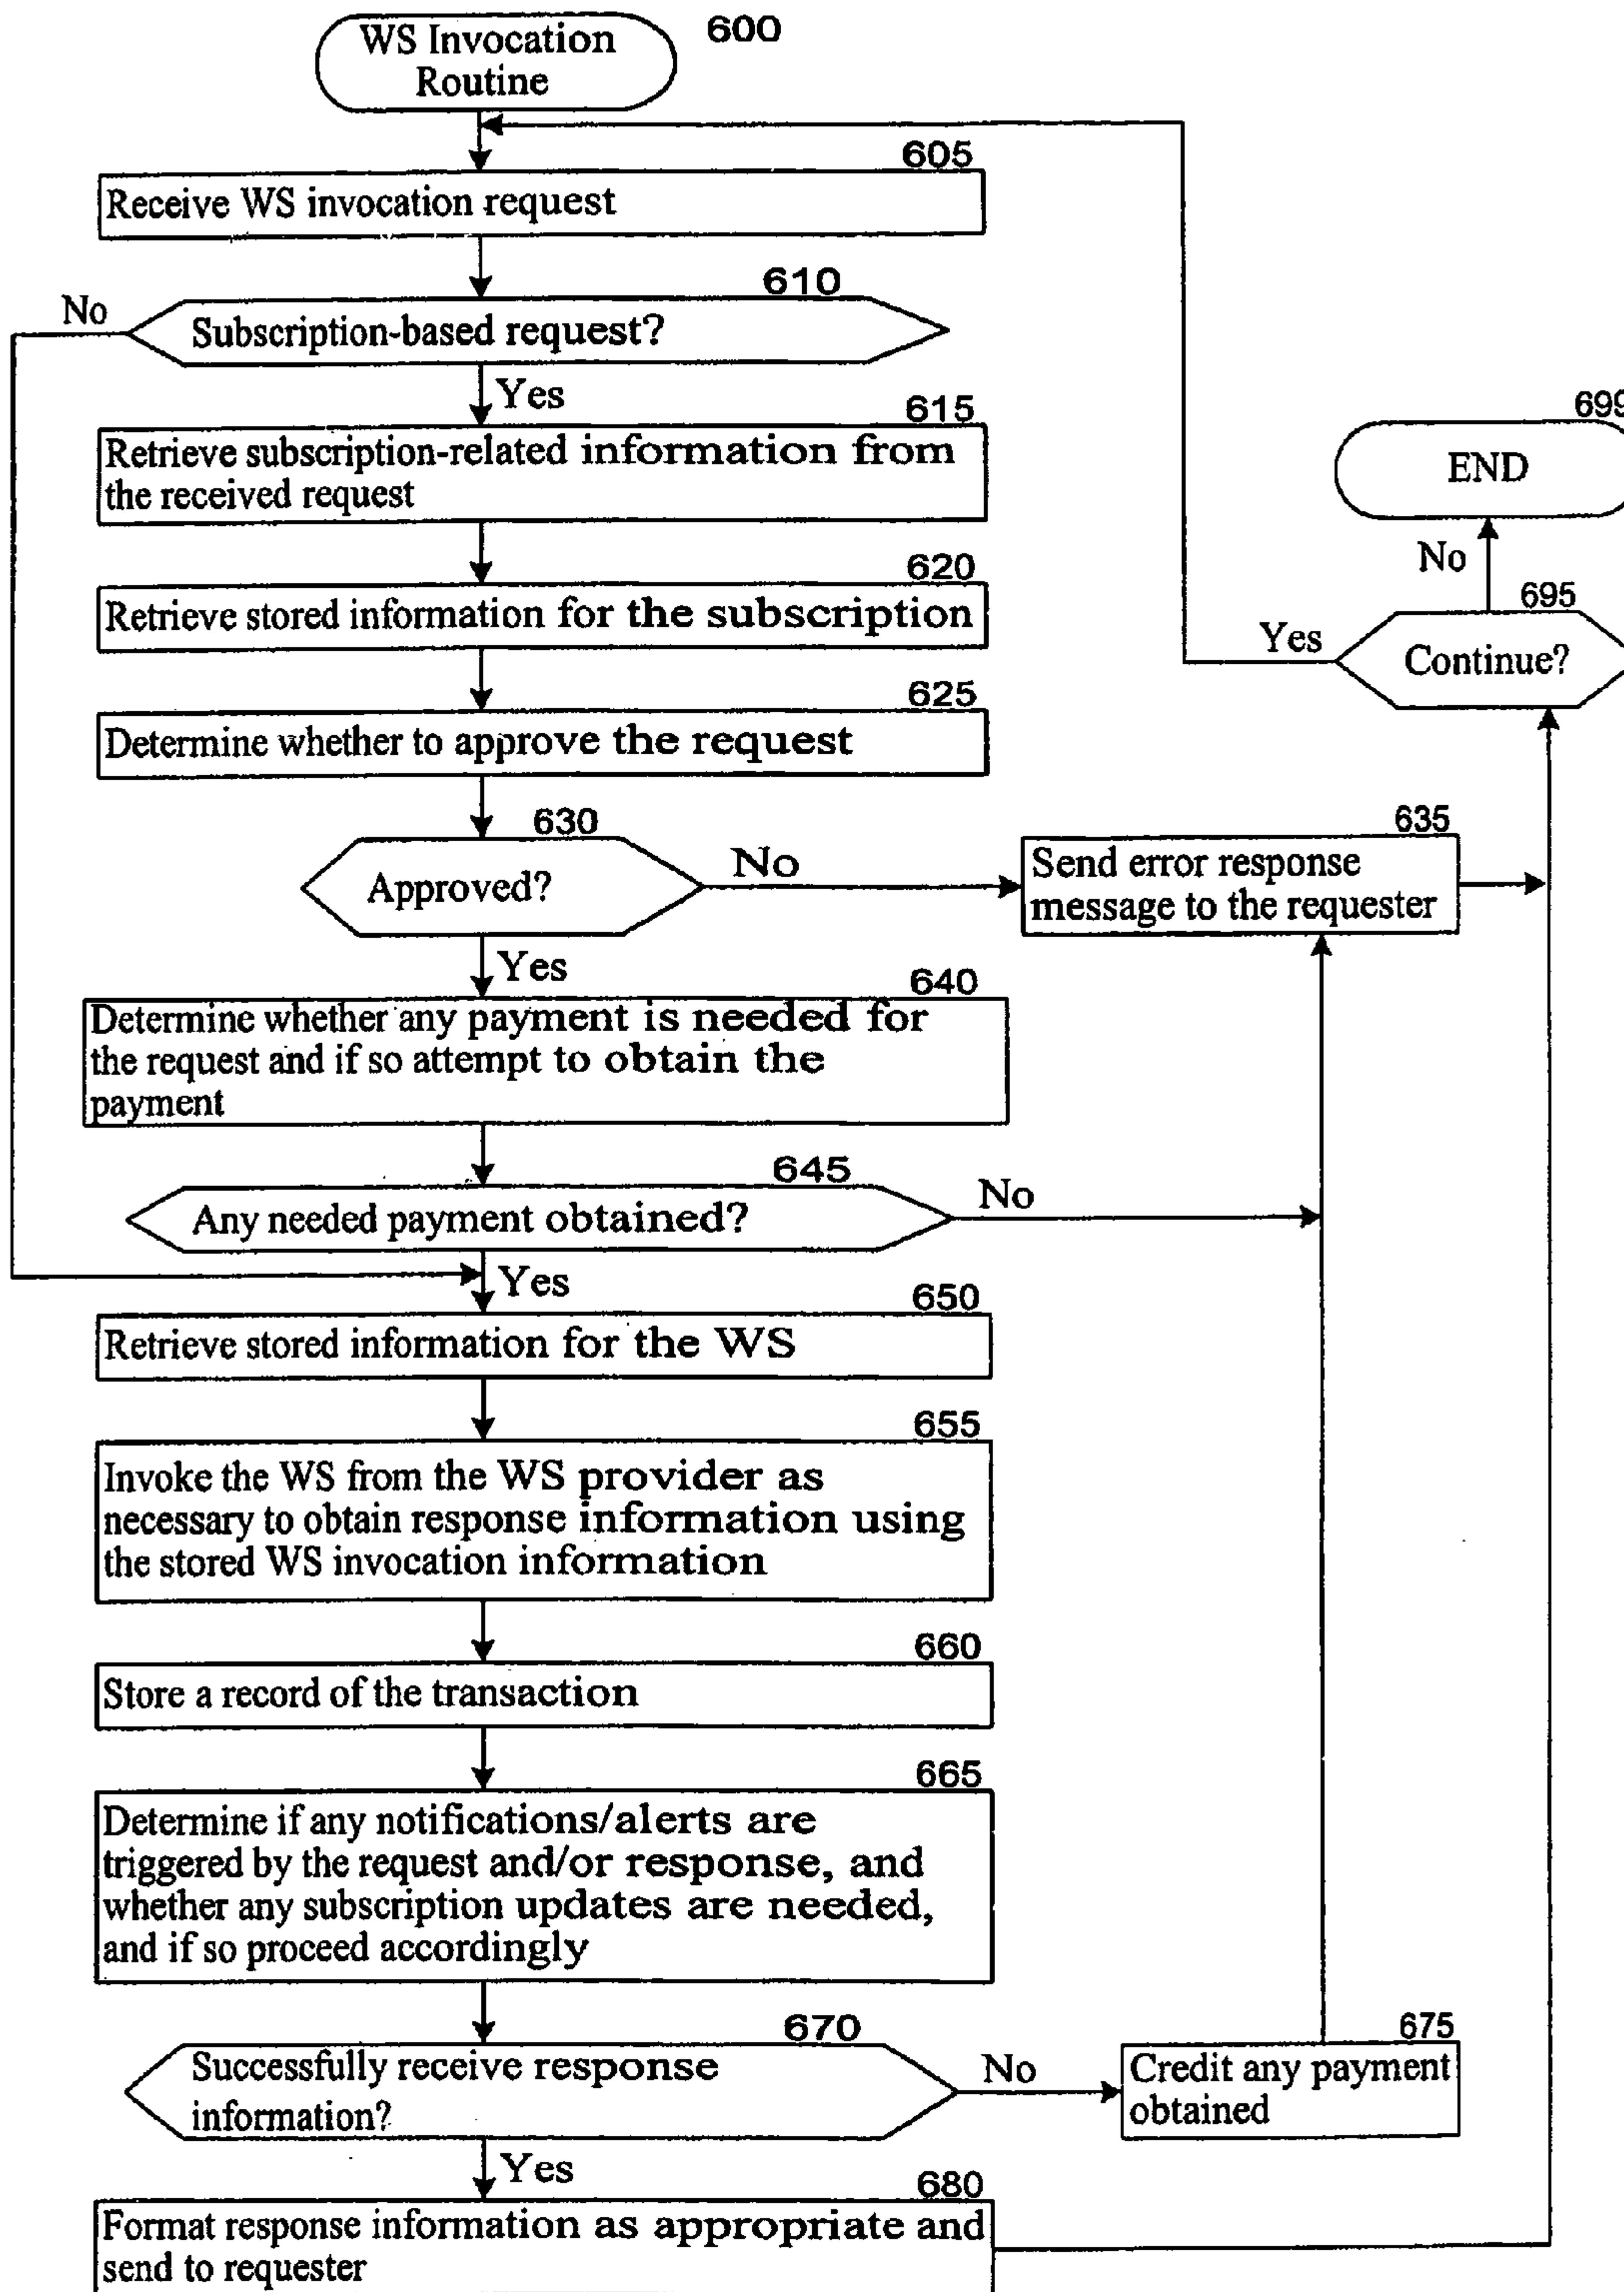 WS Invocation
Routine
600
605
Receive WS invocation request
610
No
Subscription-based request?
Yes
615
Retrieve subscription-related information from
the received request
699
END
No
620
Retrieve stored information for the subscription
695
Yes
Continue?
625
Determine whether to approve the request
630
Approved?
No
635
Send error response
message to the requester
Yes
640
Determine whether any payment is needed for
the request and if so attempt to obtain the
payment
645
Any needed payment obtained?
No
Yes
650
Retrieve stored information for the WS
655
Invoke the WS from the WS provider as
necessary to obtain response information using
the stored WS invocation information
660
Store a record of the transaction
665
Determine if any notifications/alerts are
triggered by the request and/or response, and
whether any subscription updates are needed,
and if so proceed accordingly
670
Successfully receive response
information?
No
675
Credit any payment
obtained
Yes
680
Format response information as appropriate and
send to requester